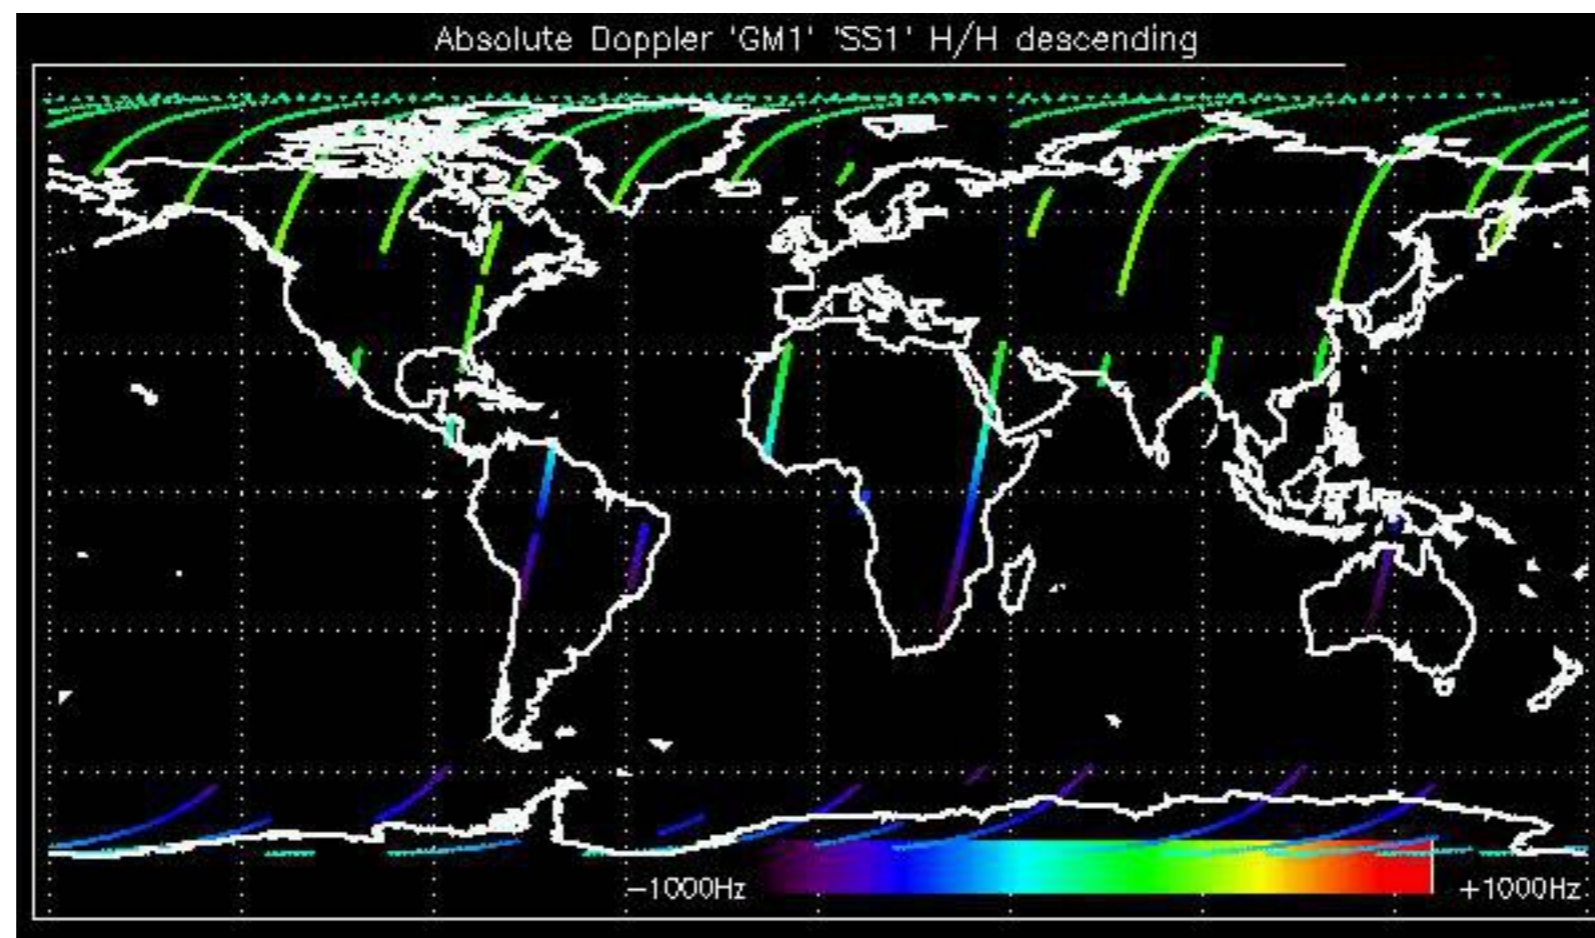 Absolute Doppler 'GM1' 'SS1' H/H descending
−1000Hz
+1000Hz